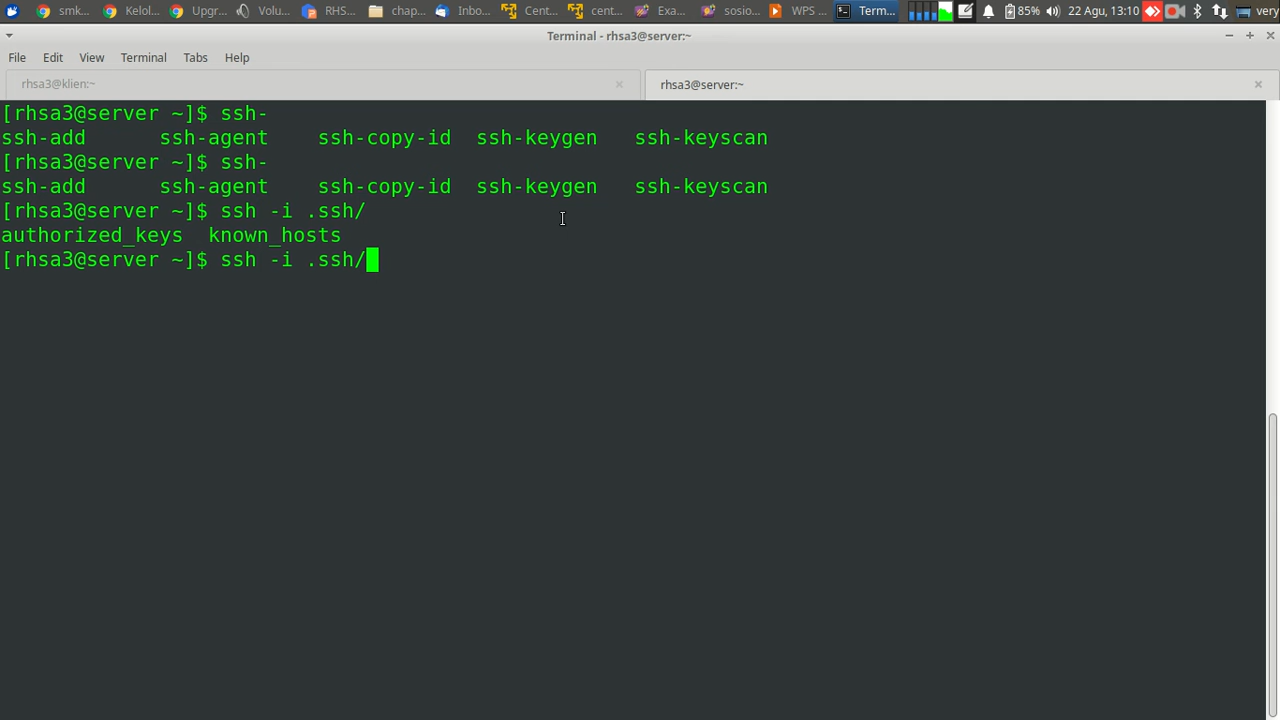 smk... Kelol... Upgr... Volu... RHS... chap... Inbo... Cent... cent... Exa... sosio... WPS ... Term... 85% 22 Agu, 13:10 very
Terminal - rhsa3@server:~
File Edit View Terminal Tabs Help
rhsa3@klien:~ rhsa3@server:~
[rhsa3@server ~]$ ssh-
ssh-add ssh-agent ssh-copy-id ssh-keygen ssh-keyscan
[rhsa3@server ~]$ ssh-
ssh-add ssh-agent ssh-copy-id ssh-keygen ssh-keyscan
[rhsa3@server ~]$ ssh -i .ssh/
authorized_keys known_hosts
[rhsa3@server ~]$ ssh -i .ssh/